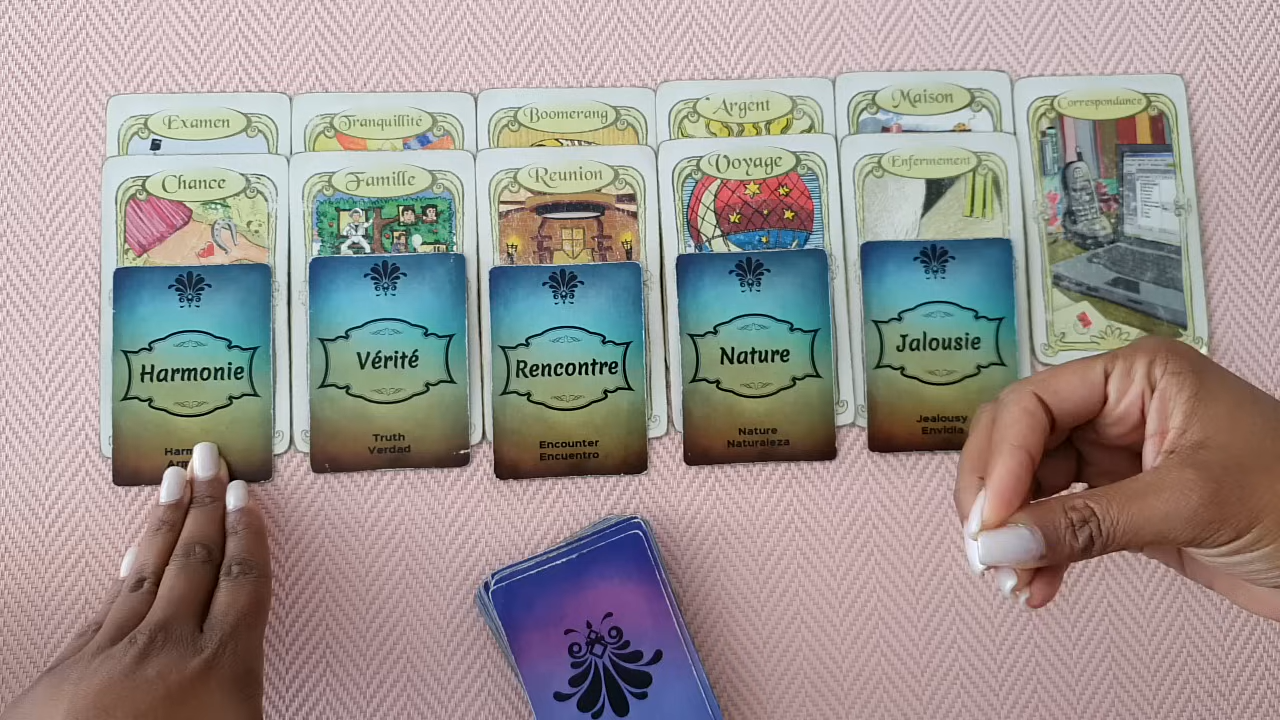 Examen
Tranquillité
Boomerang
Argent
Maison
Correspondance
Chance
Famille
Reunion
Voyage
Enfermement
Harmonie
Vérité
Truth
Verdad
Rencontre
Encounter
Encuentro
Nature
Nature
Naturaleza
Jalousie
Jealousy
Envidia